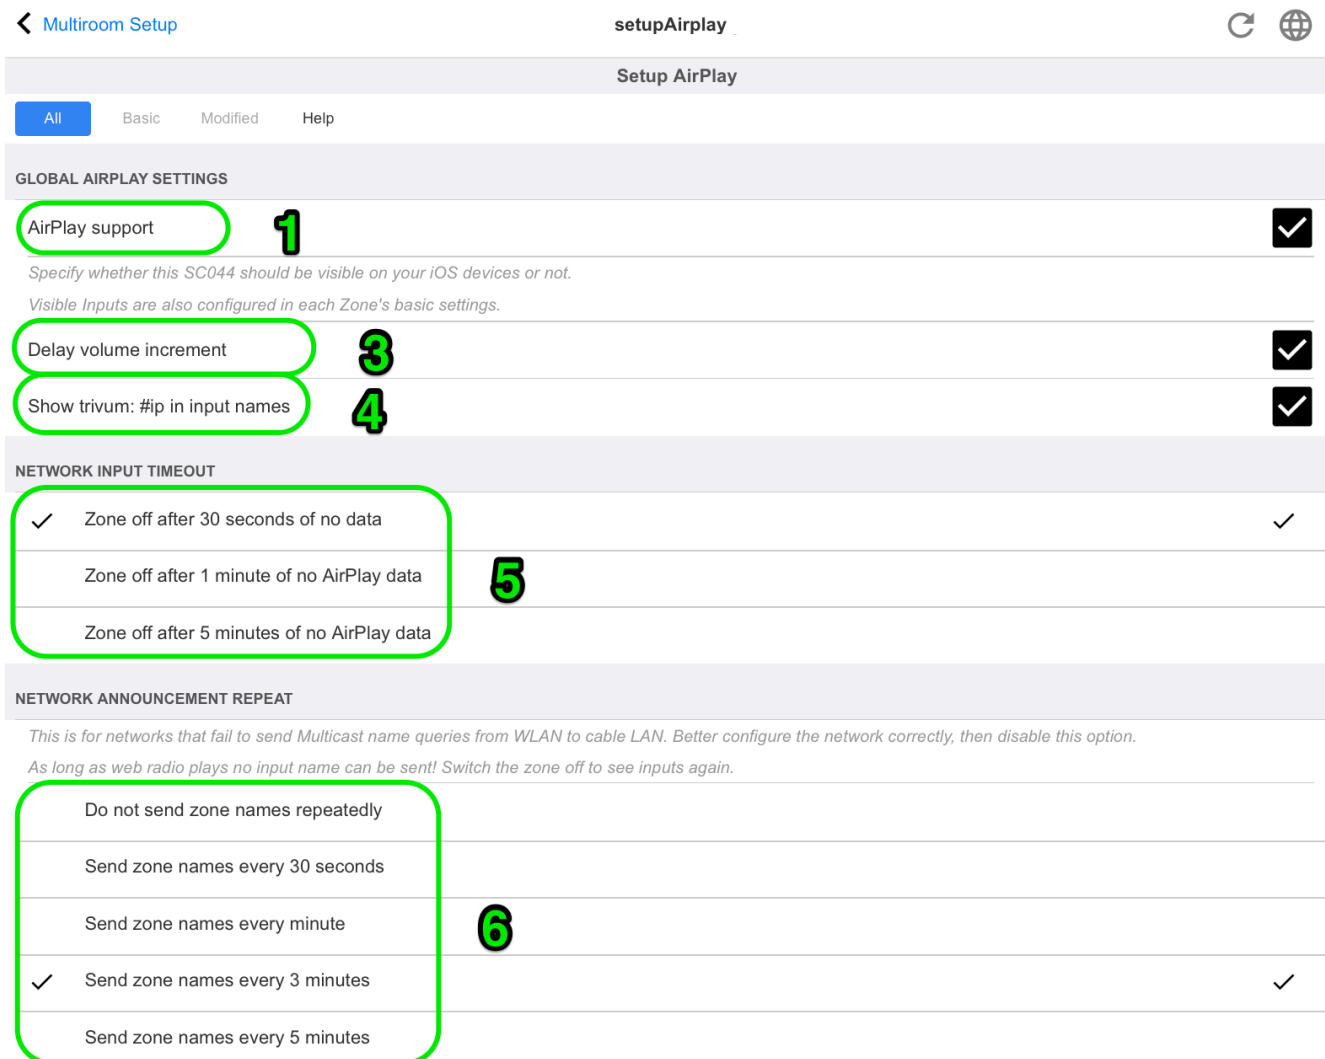 Multiroom Setup
setupAirplay
Setup AirPlay
All Basic Modified Help
GLOBAL AIRPLAY SETTINGS
AirPlay support 1
Specify whether this SC044 should be visible on your iOS devices or not.
Visible Inputs are also configured in each Zone's basic settings.
Delay volume increment 3
Show trivum: #ip in input names 4
NETWORK INPUT TIMEOUT
Zone off after 30 seconds of no data
Zone off after 1 minute of no AirPlay data 5
Zone off after 5 minutes of no AirPlay data
NETWORK ANNOUNCEMENT REPEAT
This is for networks that fail to send Multicast name queries from WLAN to cable LAN. Better configure the network correctly, then disable this option.
As long as web radio plays no input name can be sent! Switch the zone off to see inputs again.
Do not send zone names repeatedly
Send zone names every 30 seconds
Send zone names every minute 6
Send zone names every 3 minutes
Send zone names every 5 minutes